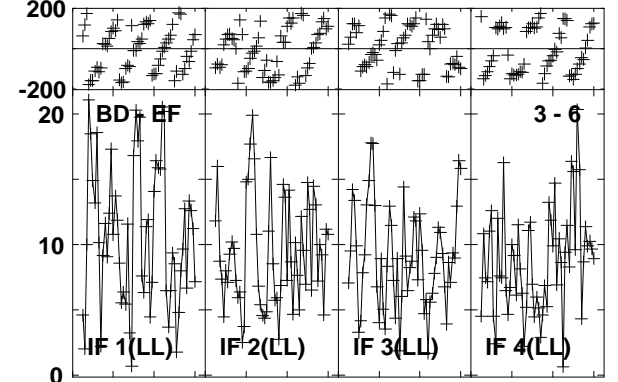 200
-200
20
BD - EF
3 - 6
10
IF 1(LL)
IF 2(LL)
IF 3(LL)
IF 4(LL)
0